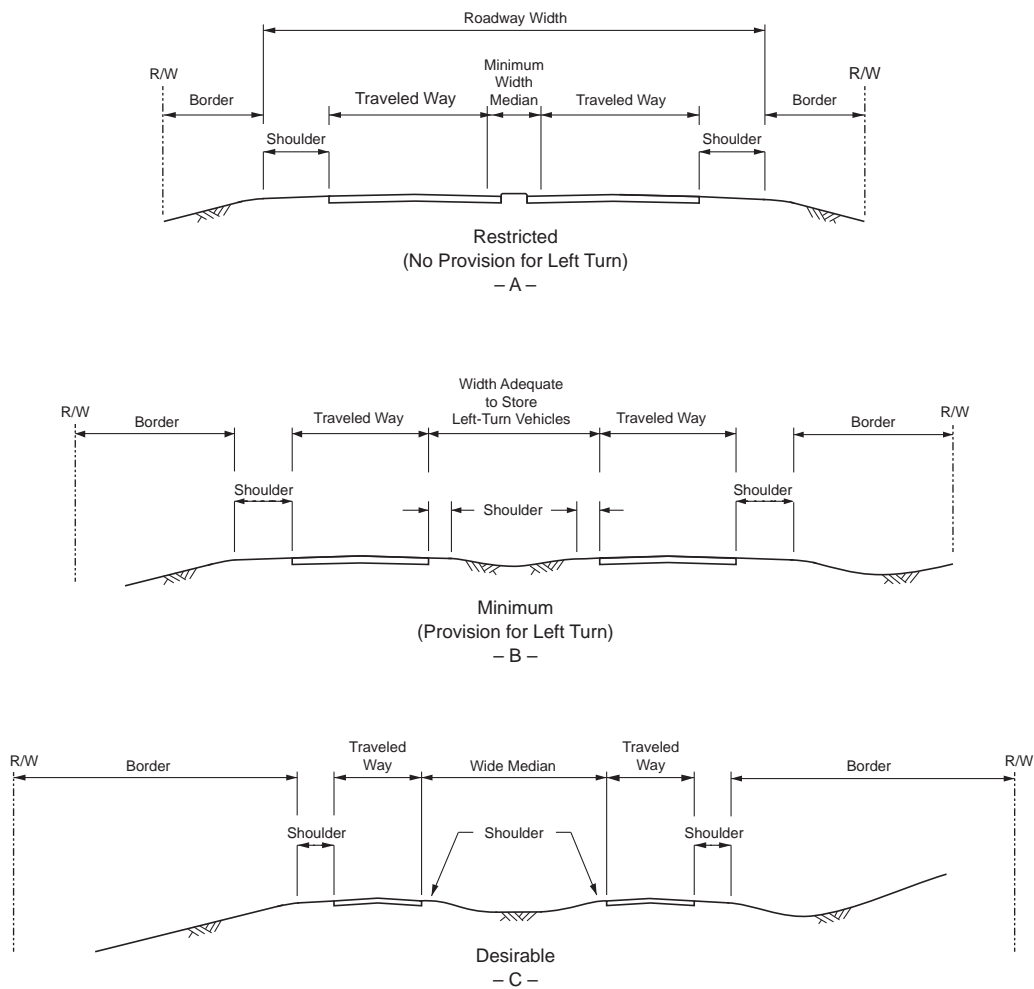 Roadway Width
R/W
Border
Shoulder
Traveled Way
Minimum
Width
Median
Traveled Way
Shoulder
Border
R/W
Restricted
(No Provision for Left Turn)
– A –
R/W
Border
Shoulder
Traveled Way
Width Adequate
to Store
Left-Turn Vehicles
Shoulder
Traveled Way
Shoulder
Border
R/W
Minimum
(Provision for Left Turn)
– B –
R/W
Border
Shoulder
Traveled
Way
Wide Median
Shoulder
Traveled
Way
Shoulder
Border
R/W
Desirable
– C –